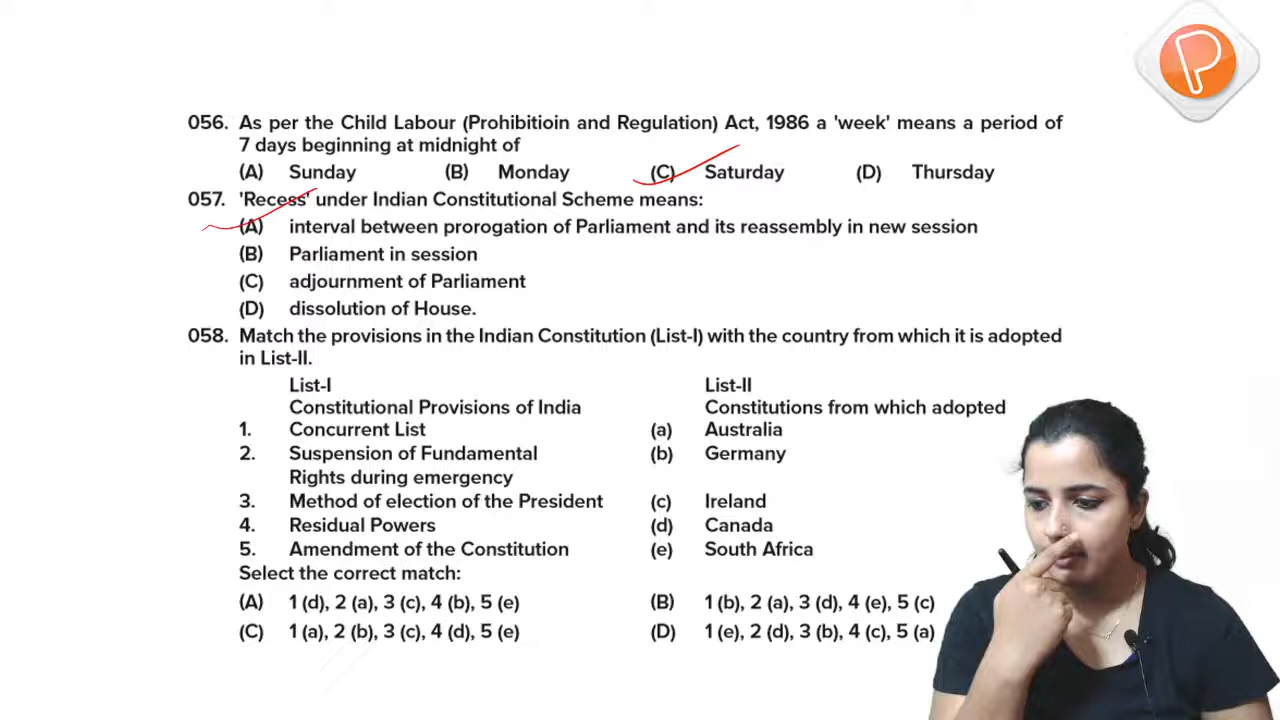 056. As per the Child Labour (Prohibitioin and Regulation) Act, 1986 a 'week' means a period of
7 days beginning at midnight of
(A) Sunday (B) Monday (C) Saturday (D) Thursday
057. 'Recess' under Indian Constitutional Scheme means:
(A) interval between prorogation of Parliament and its reassembly in new session
(B) Parliament in session
(C) adjournment of Parliament
(D) dissolution of House.
058. Match the provisions in the Indian Constitution (List-I) with the country from which it is adopted
in List-II.
List-I List-II
Constitutional Provisions of India Constitutions from which adopted
1. Concurrent List (a) Australia
2. Suspension of Fundamental (b) Germany
Rights during emergency
3. Method of election of the President (c) Ireland
4. Residual Powers (d) Canada
5. Amendment of the Constitution (e) South Africa
Select the correct match:
(A) 1 (d), 2 (a), 3 (c), 4 (b), 5 (e) (B) 1 (b), 2 (a), 3 (d), 4 (e), 5 (c)
(C) 1 (a), 2 (b), 3 (c), 4 (d), 5 (e) (D) 1 (e), 2 (d), 3 (b), 4 (c), 5 (a)
P